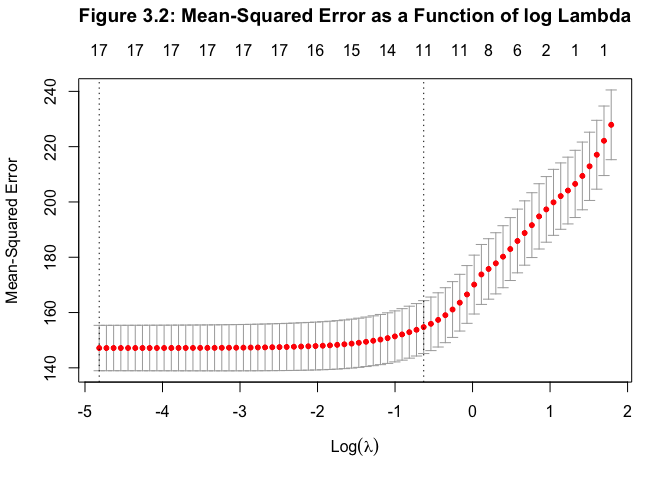 Figure 3.2: Mean-Squared Error as a Function of log Lambda
17 17 17 17 17 17 16 15 14 11 11 8 6 2 1 1
Mean-Squared Error
240
220
200
180
160
140
-5 -4 -3 -2 -1 0 1 2
Log(λ)